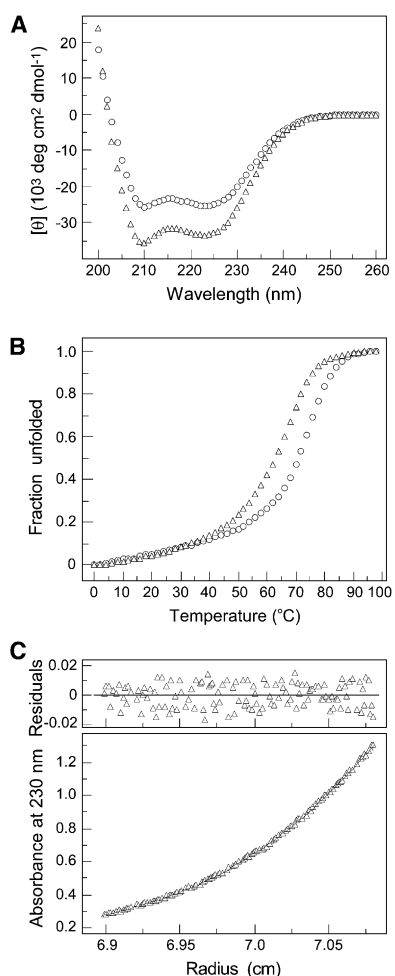 A
[θ] (10³ deg cm² dmol⁻¹)
20
10
0
-10
-20
-30
200 210 220 230 240 250 260
Wavelength (nm)
B
Fraction unfolded
1.0
0.8
0.6
0.4
0.2
0
0 10 20 30 40 50 60 70 80 90 100
Temperature (°C)
C
Residuals
0.02
0
-0.02
Absorbance at 230 nm
1.2
1.0
0.8
0.6
0.4
0.2
6.9 6.95 7.0 7.05
Radius (cm)